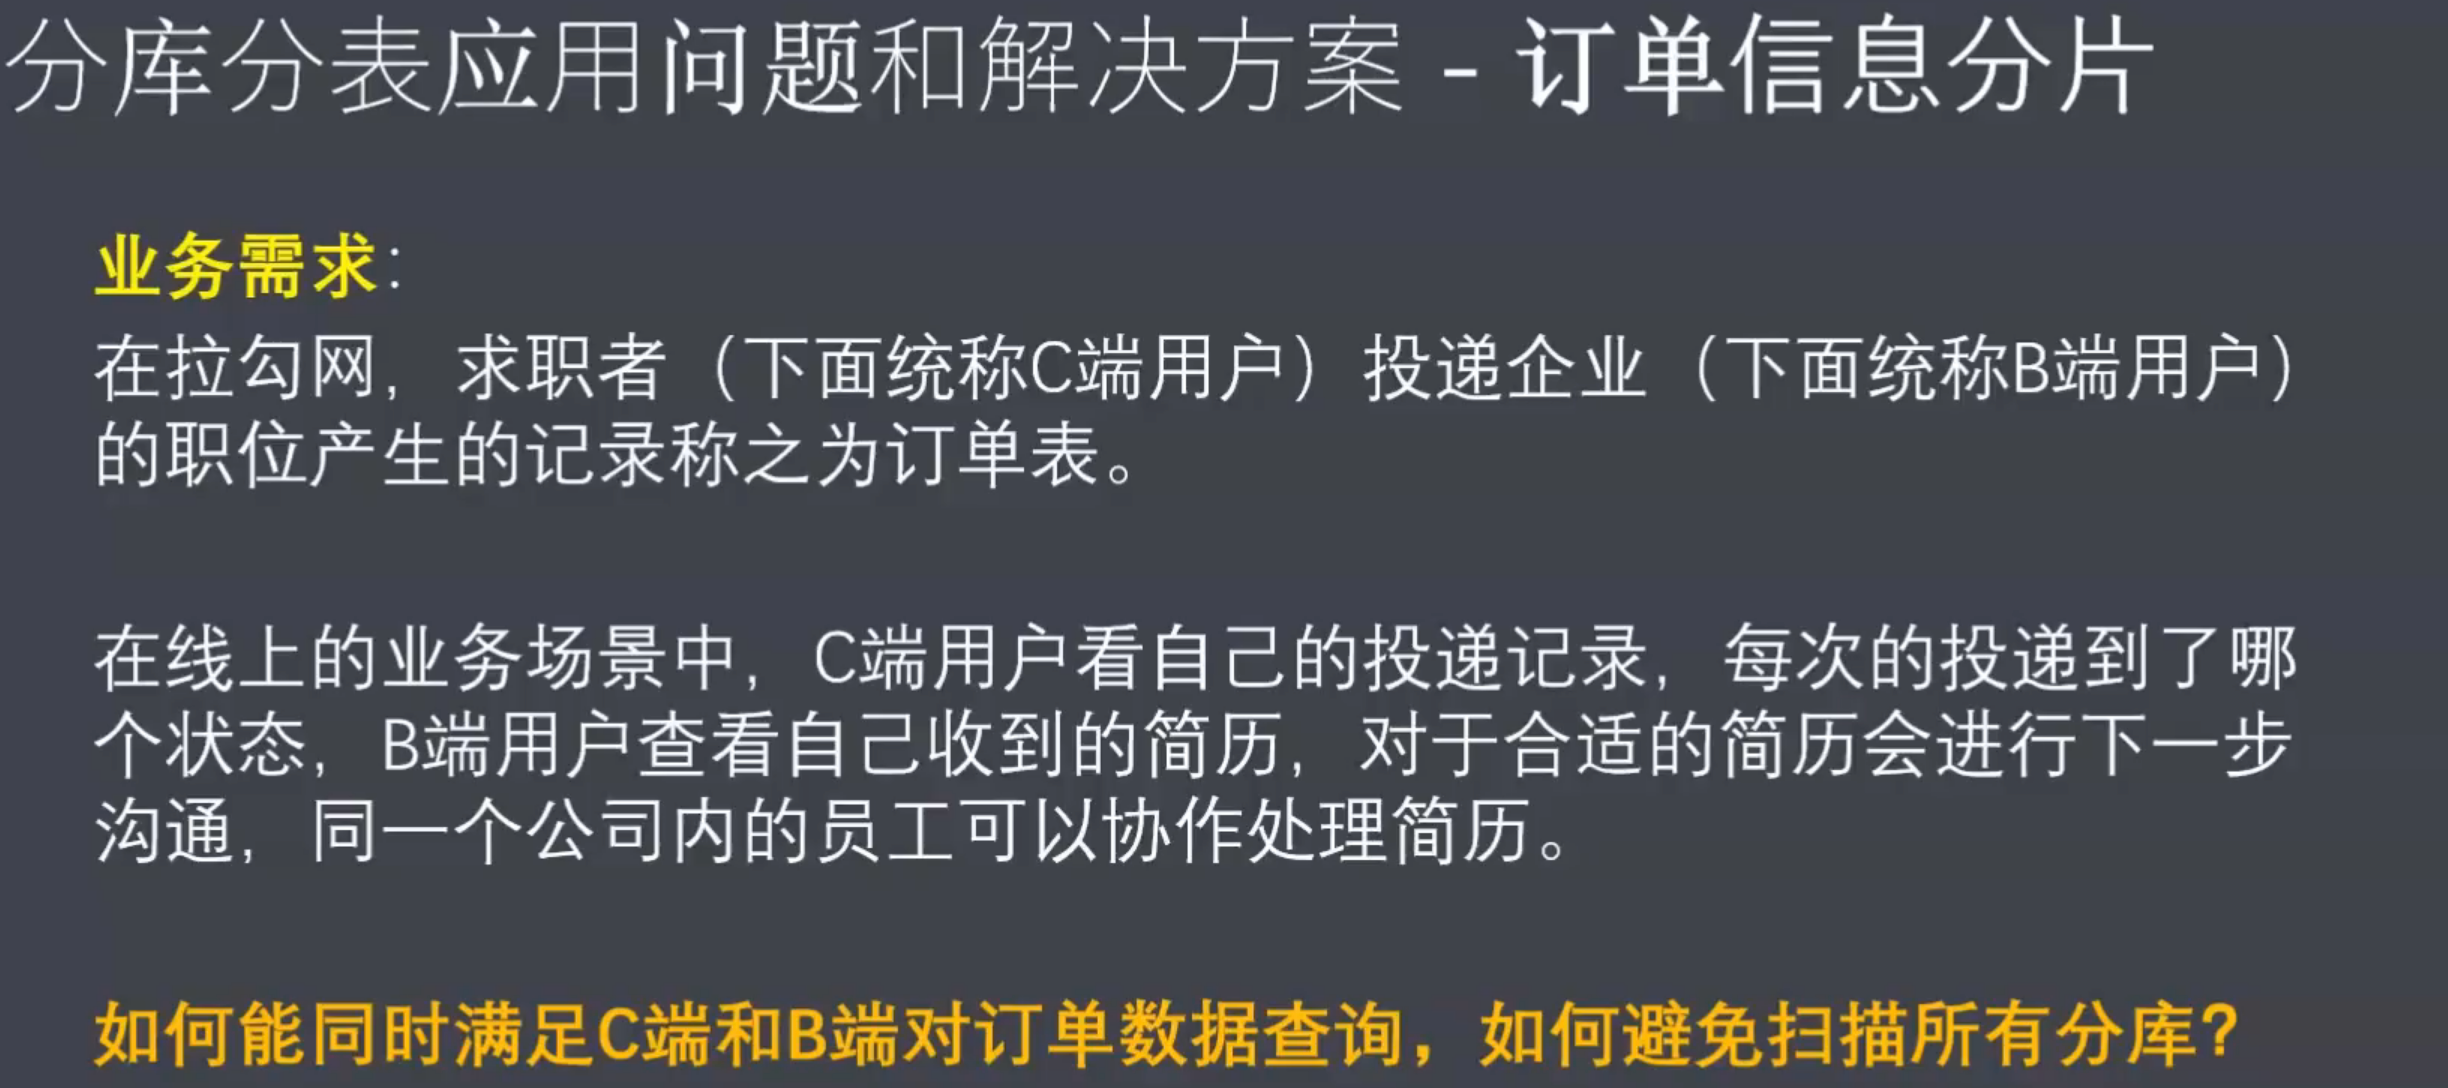 分库分表应用问题和解决方案 - 订单信息分片
业务需求：
在拉勾网，求职者（下面统称C端用户）投递企业（下面统称B端用户）
的职位产生的记录称之为订单表。
在线上的业务场景中，C端用户看自己的投递记录，每次的投递到了哪
个状态，B端用户查看自己收到的简历，对于合适的简历会进行下一步
沟通，同一个公司内的员工可以协作处理简历。
如何能同时满足C端和B端对订单数据查询，如何避免扫描所有分库？